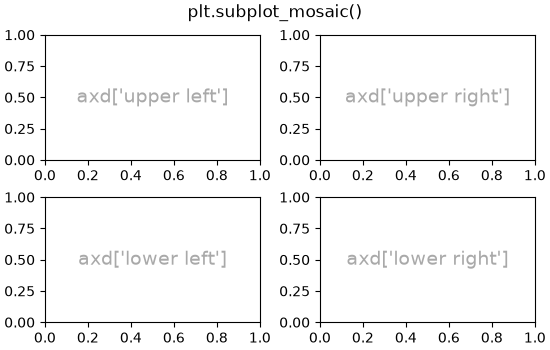 plt.subplot_mosaic()
1.00 1.00
0.75 0.75
0.50 axd['upper left'] 0.50 axd['upper right']
0.25 0.25
0.00 0.00
0.0 0.2 0.4 0.6 0.8 1.0 0.0 0.2 0.4 0.6 0.8 1.0
1.00 1.00
0.75 0.75
0.50 axd['lower left'] 0.50 axd['lower right']
0.25 0.25
0.00 0.00
0.0 0.2 0.4 0.6 0.8 1.0 0.0 0.2 0.4 0.6 0.8 1.0